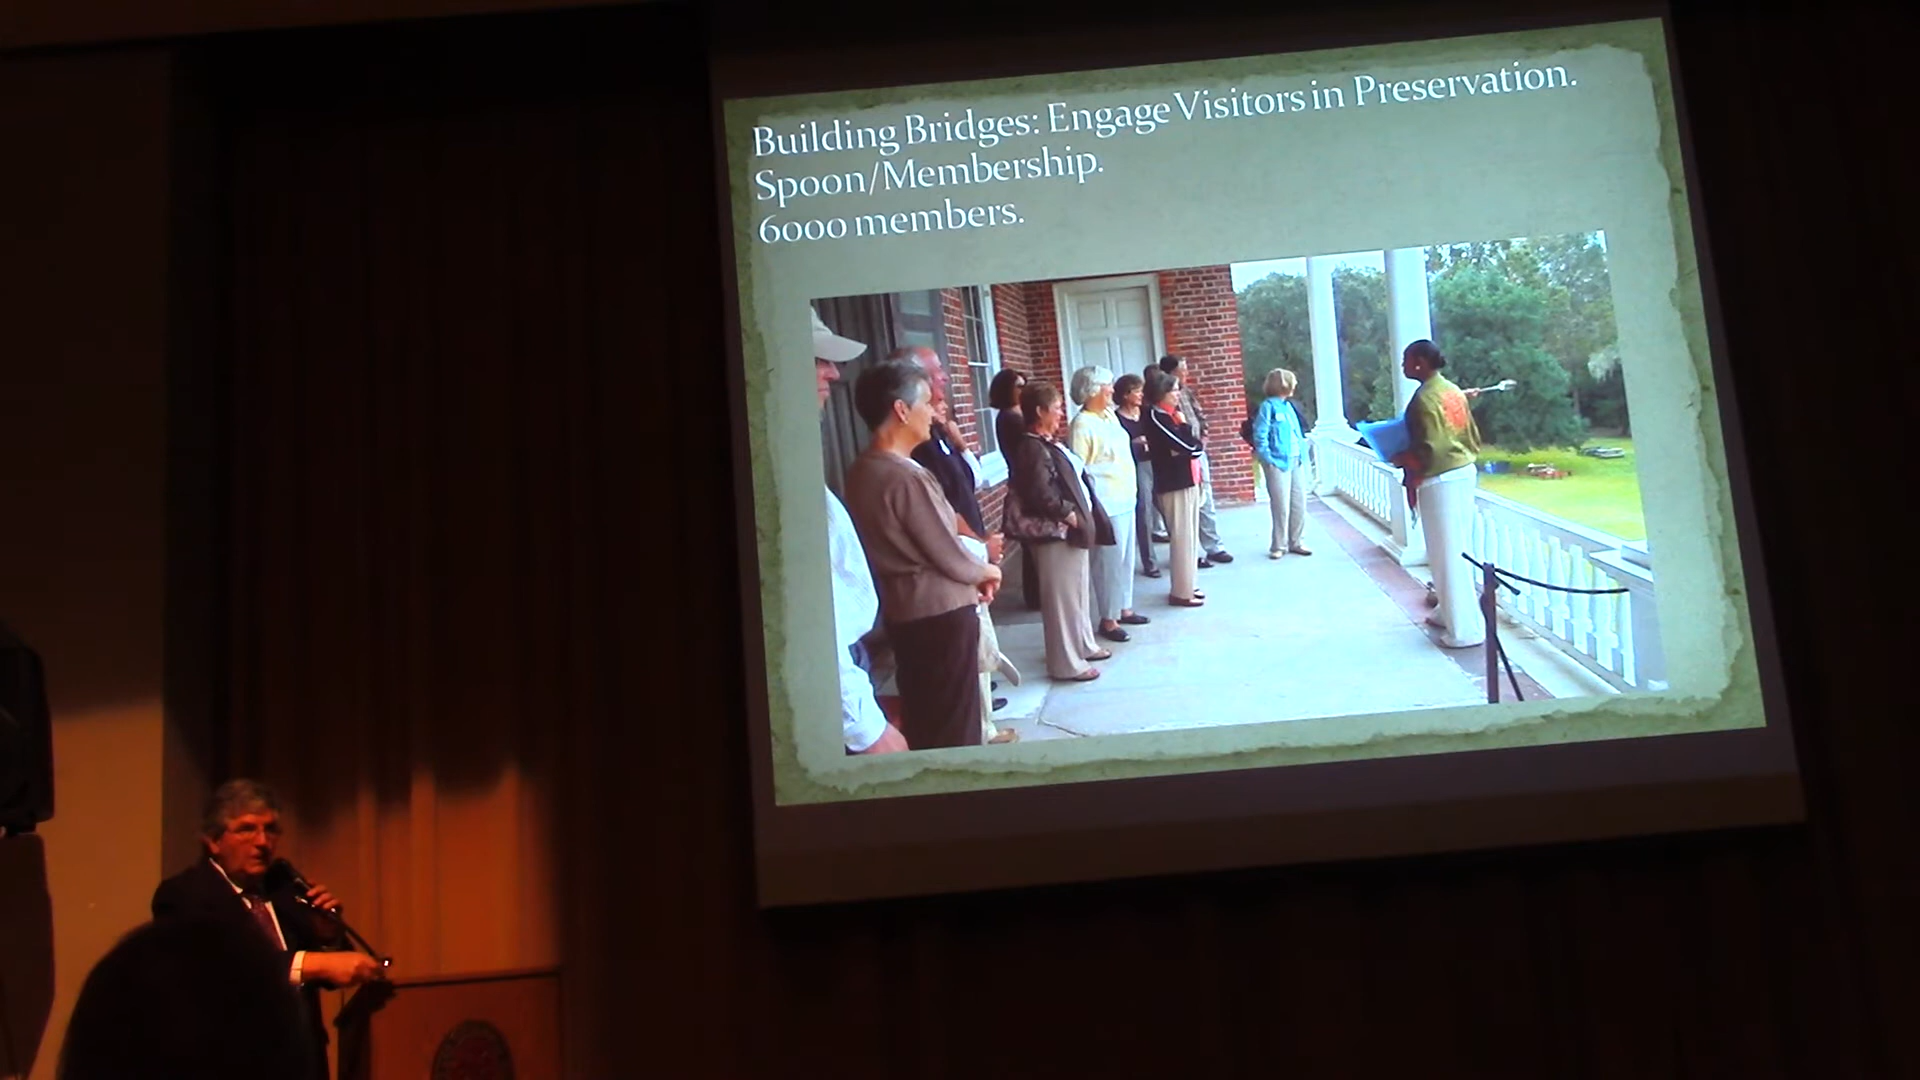 Building Bridges: Engage Visitors in Preservation.
Spoon/Membership.
6000 members.